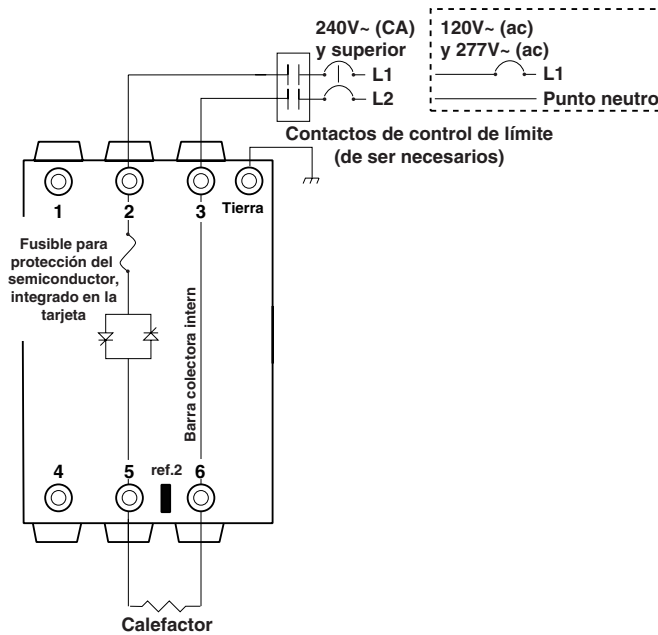 240V~ (CA)
y superior
L1
L2
120V~ (ac)
y 277V~ (ac)
L1
Punto neutro
Contactos de control de límite
(de ser necesarios)
1
2
3
Tierra
Fusible para
protección del
semiconductor,
integrado en la
tarjeta
Barra colectora intern
4
5
ref.2
6
Calefactor